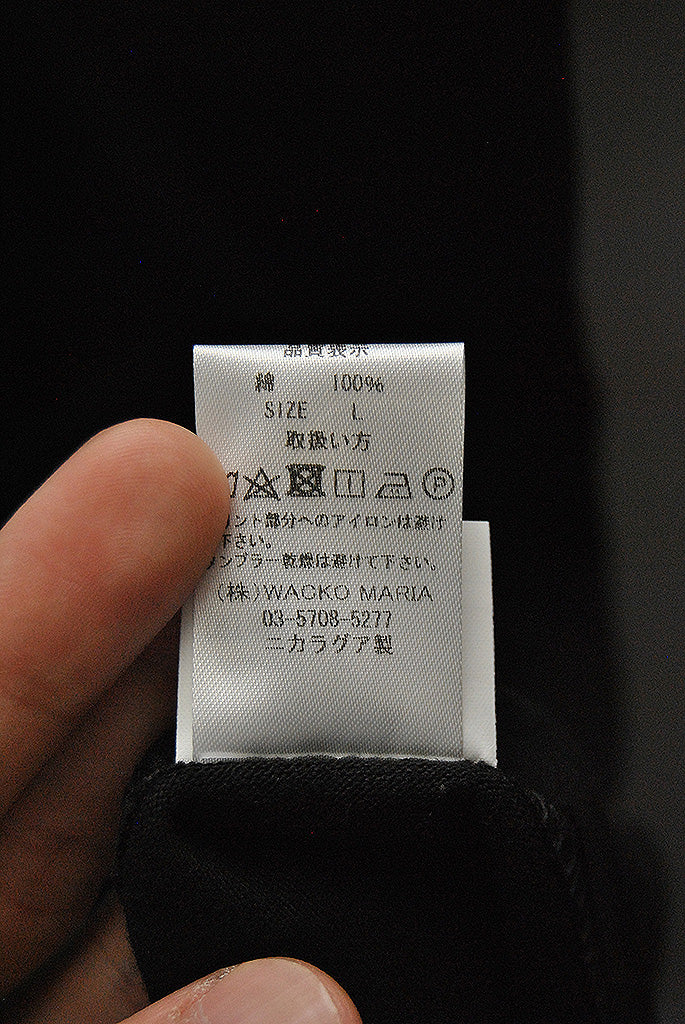 品質表示
綿 100%
SIZE L
取扱い方
P
ント部分へのアイロンは避け
下さい。
ンブラー乾燥は避けて下さい。
(株)WACKO MARIA
03-5708-5277
ニカラグア製